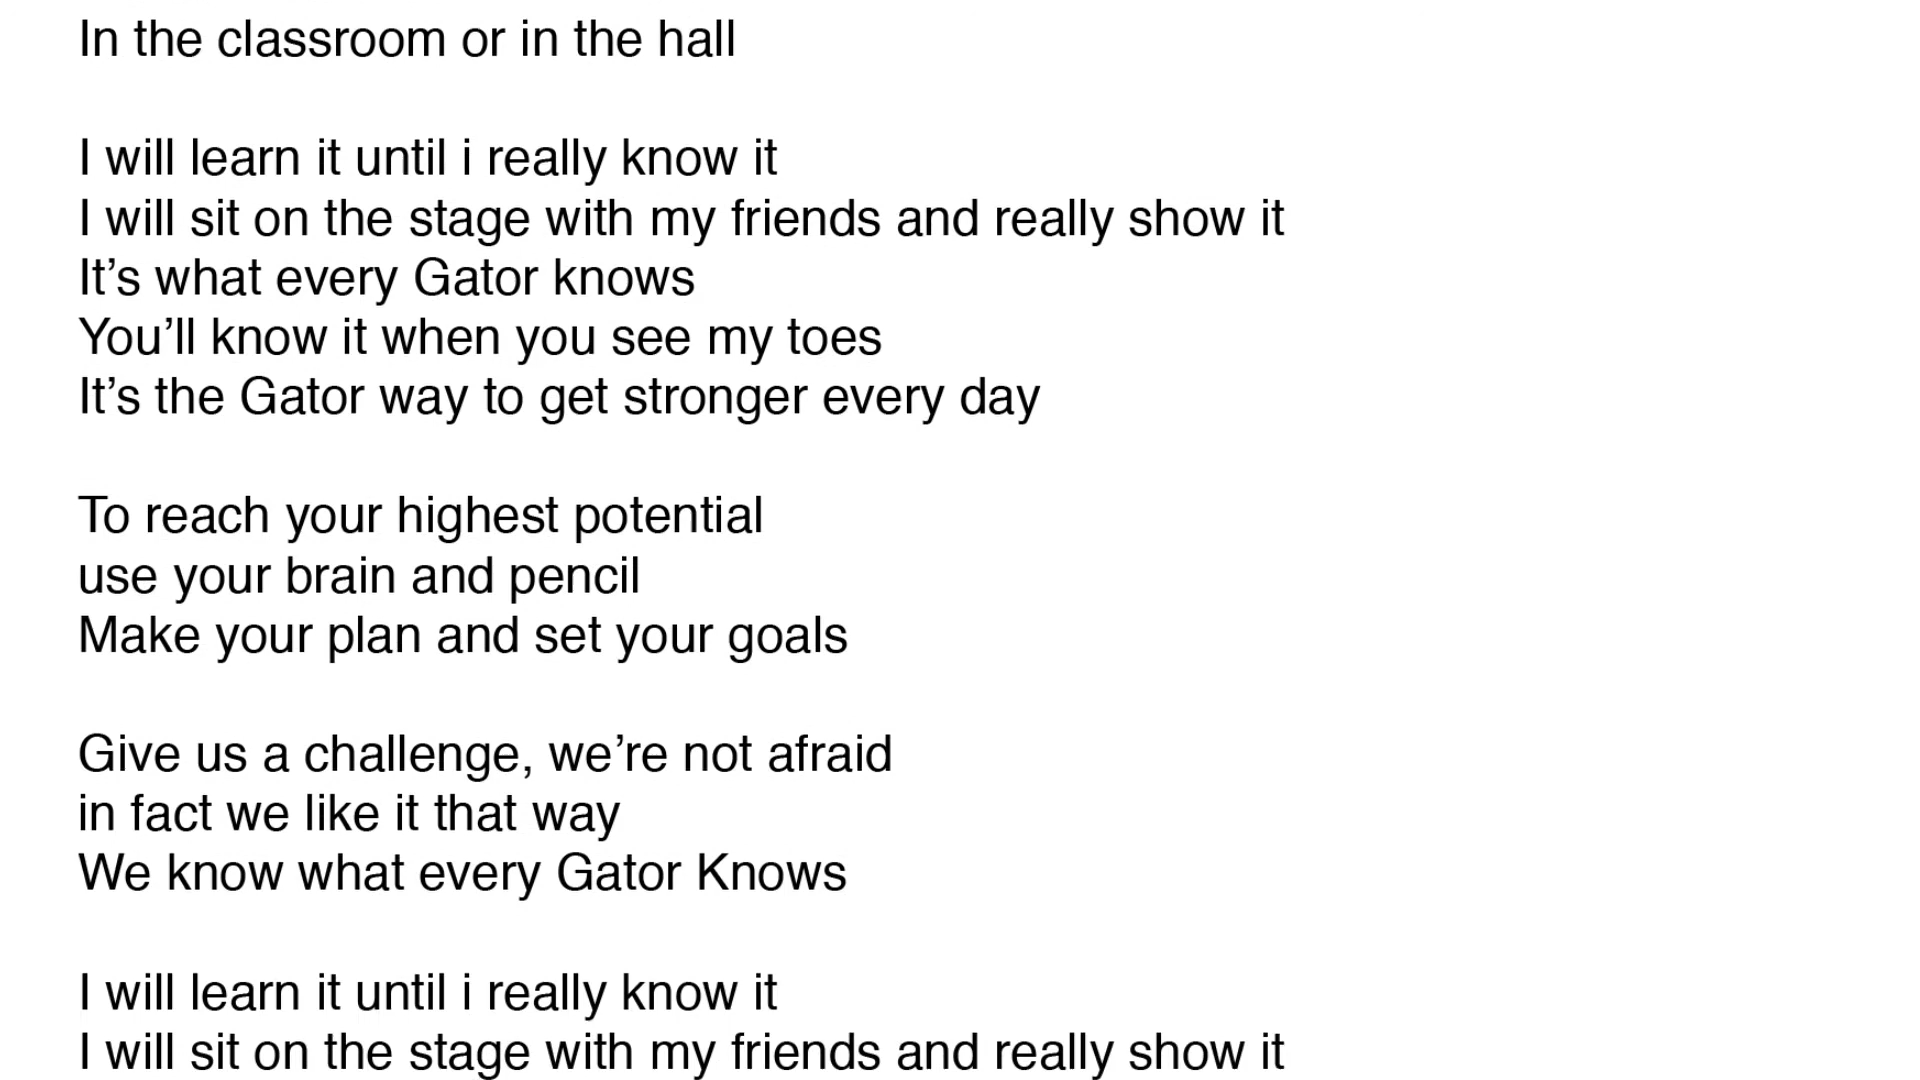 In the classroom or in the hall
I will learn it until i really know it
I will sit on the stage with my friends and really show it
It’s what every Gator knows
You’ll know it when you see my toes
It’s the Gator way to get stronger every day
To reach your highest potential
use your brain and pencil
Make your plan and set your goals
Give us a challenge, we’re not afraid
in fact we like it that way
We know what every Gator Knows
I will learn it until i really know it
I will sit on the stage with my friends and really show it